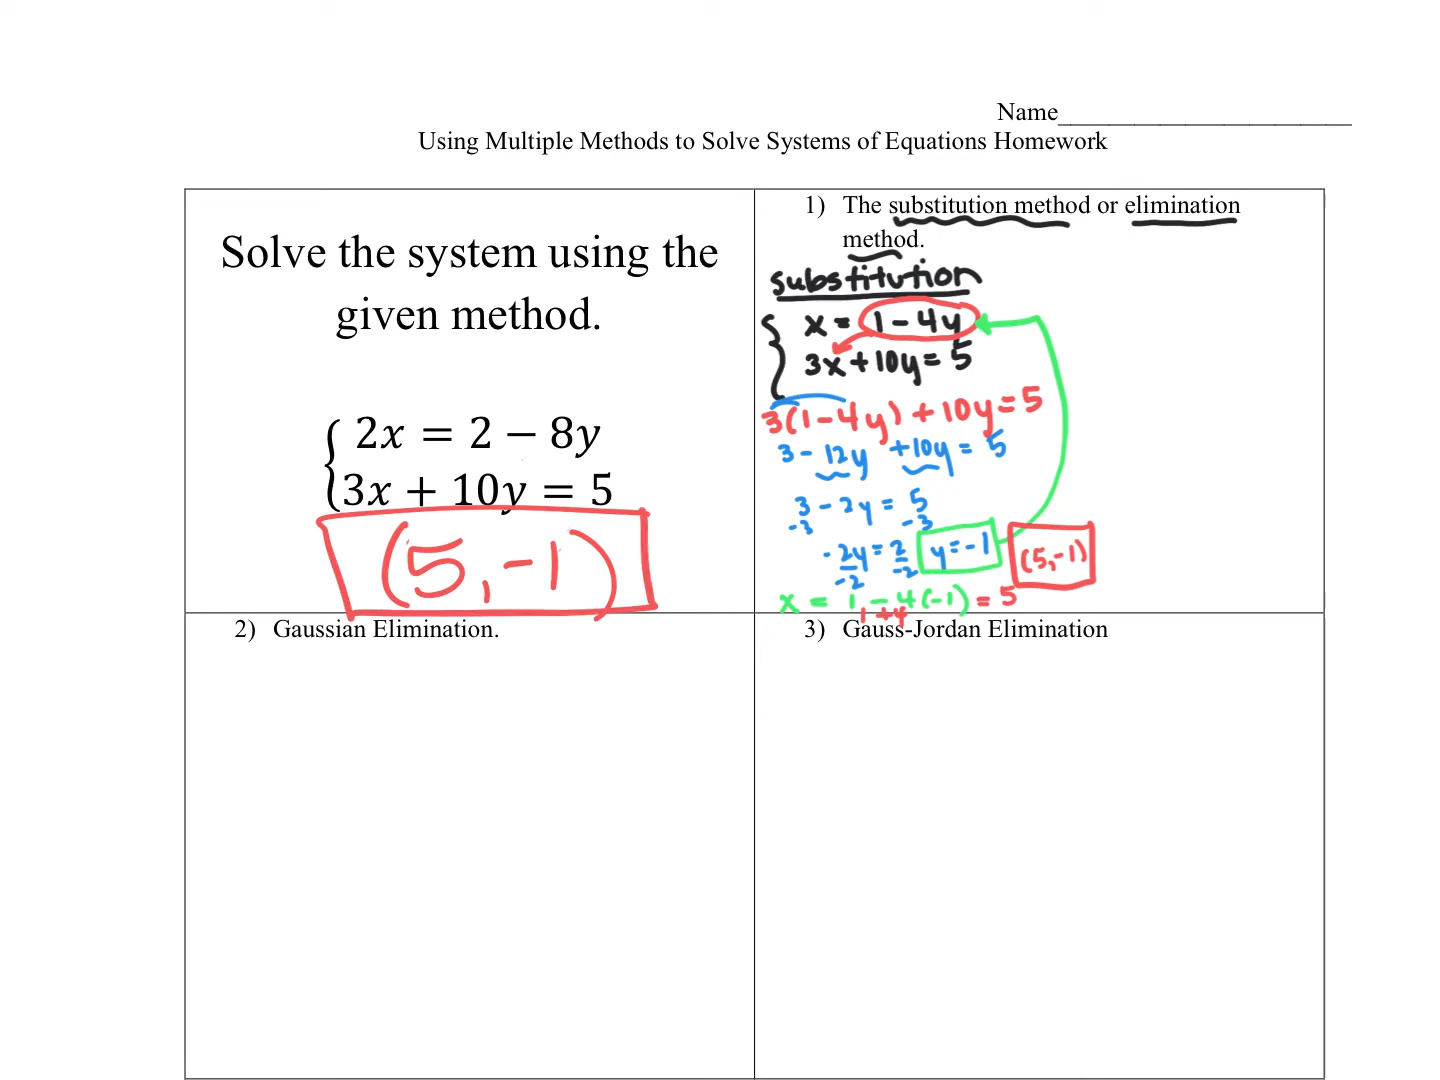 Name
Using Multiple Methods to Solve Systems of Equations Homework
Solve the system using the
given method.
2x = 2 − 8y
3x + 10y = 5
(5, -1)
1) The substitution method or elimination
method.
substitution
x = 1 - 4y
3x + 10y = 5
3(1 - 4y) + 10y = 5
3 - 12y + 10y = 5
3 - 2y = 5
-3 -3
-2y = 2 y = -1 (5, -1)
-2 -2
x = 1 - 4(-1) = 5
1 + 4
2) Gaussian Elimination.
3) Gauss-Jordan Elimination